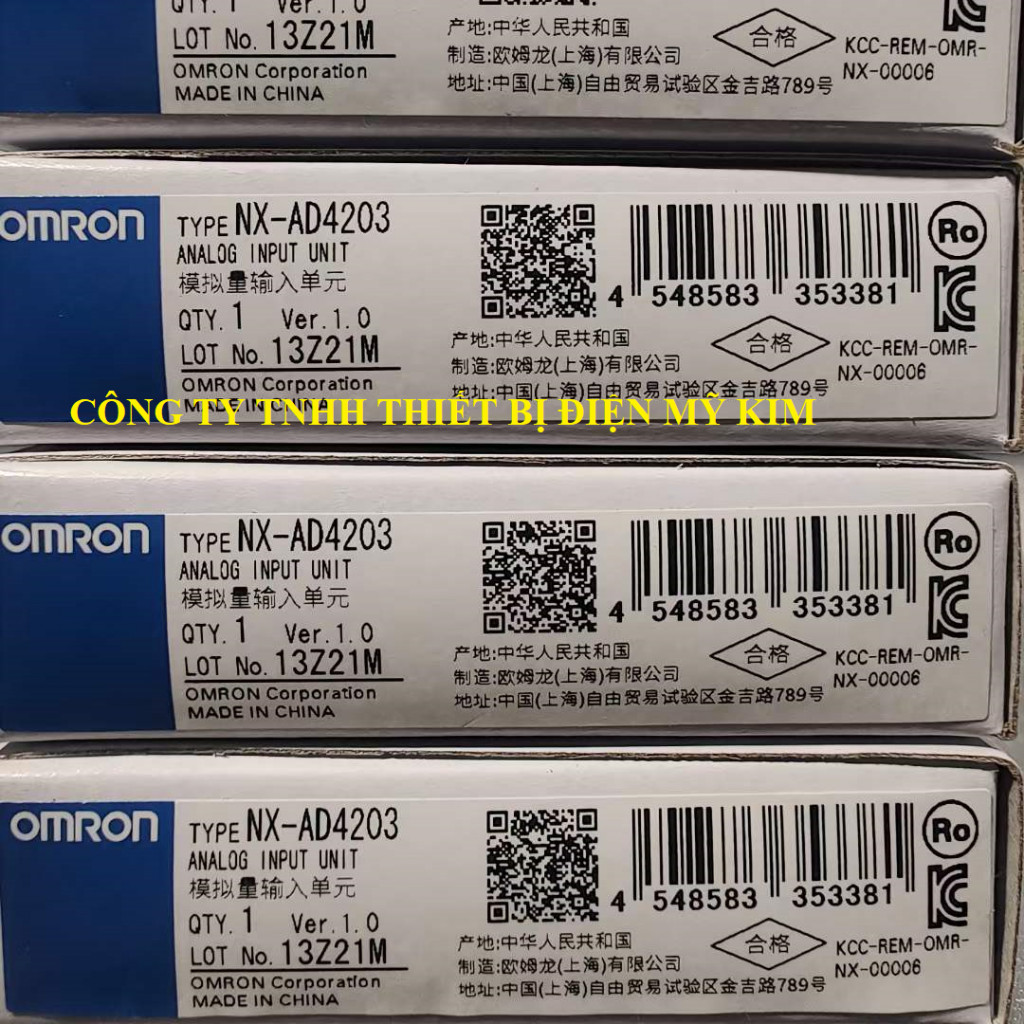 QTY. 1 Ver.1.0
LOT No. 13Z21M
OMRON Corporation
MADE IN CHINA
产地:中华人民共和国
制造:欧姆龙(上海)有限公司
地址:中国(上海)自由贸易试验区金吉路789号
合格
KCC-REM-OMR-
NX-00006
OMRON
TYPE NX-AD4203
ANALOG INPUT UNIT
模拟量输入单元
QTY. 1 Ver.1.0
LOT No. 13Z21M
OMRON Corporation
MADE IN CHINA
4 548583 353381
产地:中华人民共和国
制造:欧姆龙(上海)有限公司
地址:中国(上海)自由贸易试验区金吉路789号
合格
Ro
KCC-REM-OMR-
NX-00006
CÔNG TY TNHH THIẾT BỊ ĐIỆN MỸ KIM
OMRON
TYPE NX-AD4203
ANALOG INPUT UNIT
模拟量输入单元
QTY. 1 Ver.1.0
LOT No. 13Z21M
OMRON Corporation
MADE IN CHINA
4 548583 353381
产地:中华人民共和国
制造:欧姆龙(上海)有限公司
地址:中国(上海)自由贸易试验区金吉路789号
合格
Ro
KCC-REM-OMR-
NX-00006
OMRON
TYPE NX-AD4203
ANALOG INPUT UNIT
模拟量输入单元
QTY. 1 Ver.1.0
LOT No. 13Z21M
OMRON Corporation
MADE IN CHINA
4 548583 353381
产地:中华人民共和国
制造:欧姆龙(上海)有限公司
地址:中国(上海)自由贸易试验区金吉路789号
合格
Ro
KCC-REM-OMR-
NX-00006